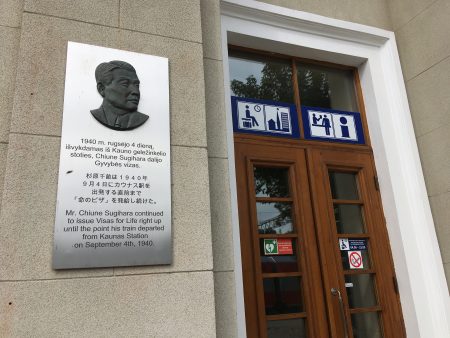 1940 m. rugsėjo 4 dieną,
išvykdamas iš Kauno geležinkelio
stoties, Chiune Sugihara dalijo
Gyvybės vizas.
杉原千畝は1940年
9月4日にカウナス駅を
出発する直前まで
「命のビザ」を発給し続けた。
Mr. Chiune Sugihara continued
to issue Visas for Life right up
until the point his train departed
from Kaunas Station
on September 4th, 1940.